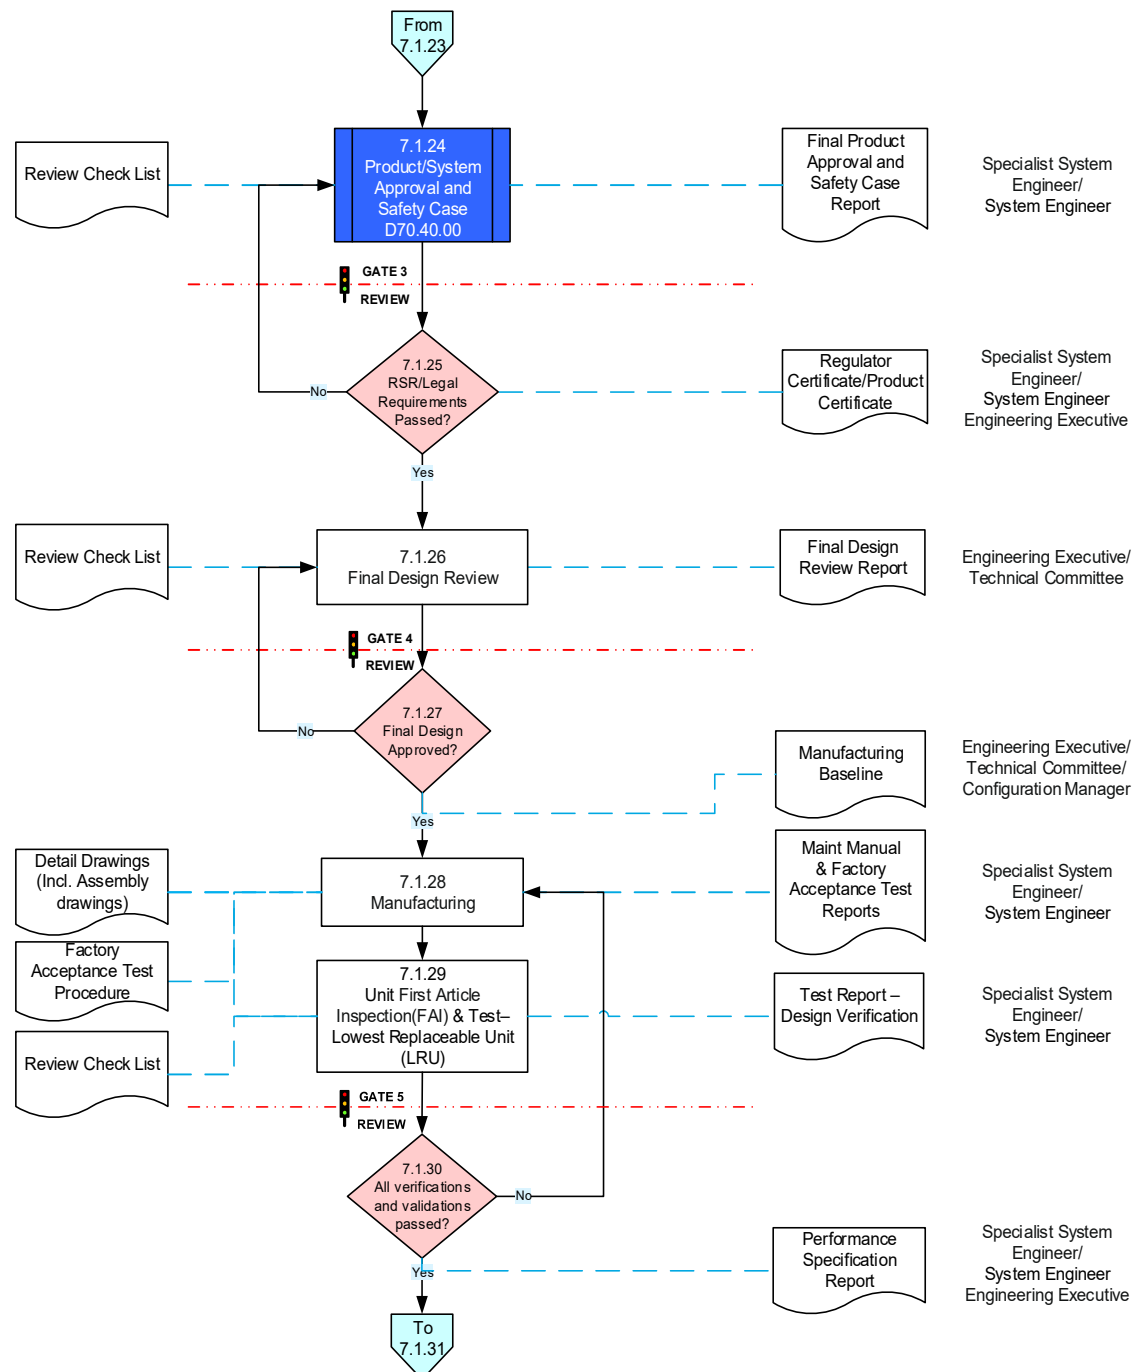 From
7.1.23
Review Check List
7.1.24
Product/System
Approval and
Safety Case
D70.40.00
Final Product
Approval and
Safety Case
Report
Specialist System
Engineer/
System Engineer
GATE 3
REVIEW
7.1.25
RSR/Legal
Requirements
Passed?
No
Yes
Regulator
Certificate/Product
Certificate
Specialist System
Engineer/
System Engineer
Engineering Executive
Review Check List
7.1.26
Final Design Review
Final Design
Review Report
Engineering Executive/
Technical Committee
GATE 4
REVIEW
7.1.27
Final Design
Approved?
No
Yes
Manufacturing
Baseline
Engineering Executive/
Technical Committee/
Configuration Manager
Detail Drawings
(Incl. Assembly
drawings)
7.1.28
Manufacturing
Maint Manual
& Factory
Acceptance Test
Reports
Specialist System
Engineer/
System Engineer
Factory
Acceptance Test
Procedure
7.1.29
Unit First Article
Inspection(FAI) & Test–
Lowest Replaceable Unit
(LRU)
Test Report –
Design Verification
Specialist System
Engineer/
System Engineer
Review Check List
GATE 5
REVIEW
7.1.30
All verifications
and validations
passed?
No
Yes
Performance
Specification
Report
Specialist System
Engineer/
System Engineer
Engineering Executive
To
7.1.31